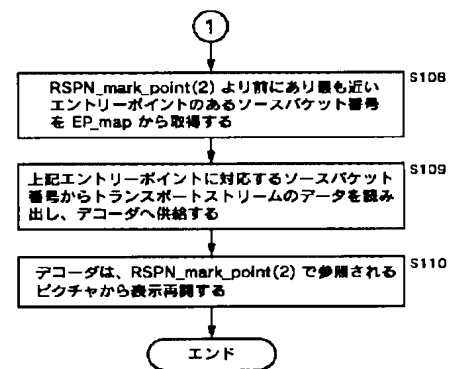 1
RSPN_mark_point(2) より前にあり最も近い
エントリーポイントのあるソースパケット番号
を EP_map から取得する
S108
上記エントリーポイントに対応するソースパケット
番号からトランスポートストリームのデータを読み
出し、デコーダへ供給する
S109
デコーダは、RSPN_mark_point(2) で参照される
ピクチャから表示再開する
S110
エンド